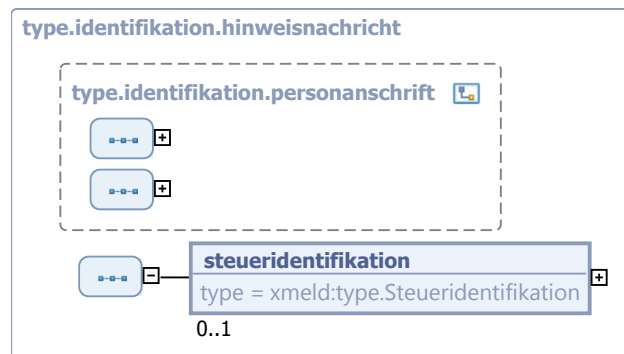 type.identifikation.hinweisnachricht
type.identifikation.personanschrift
steueridentifikation
type = xmeld:type.Steueridentifikation
0..1